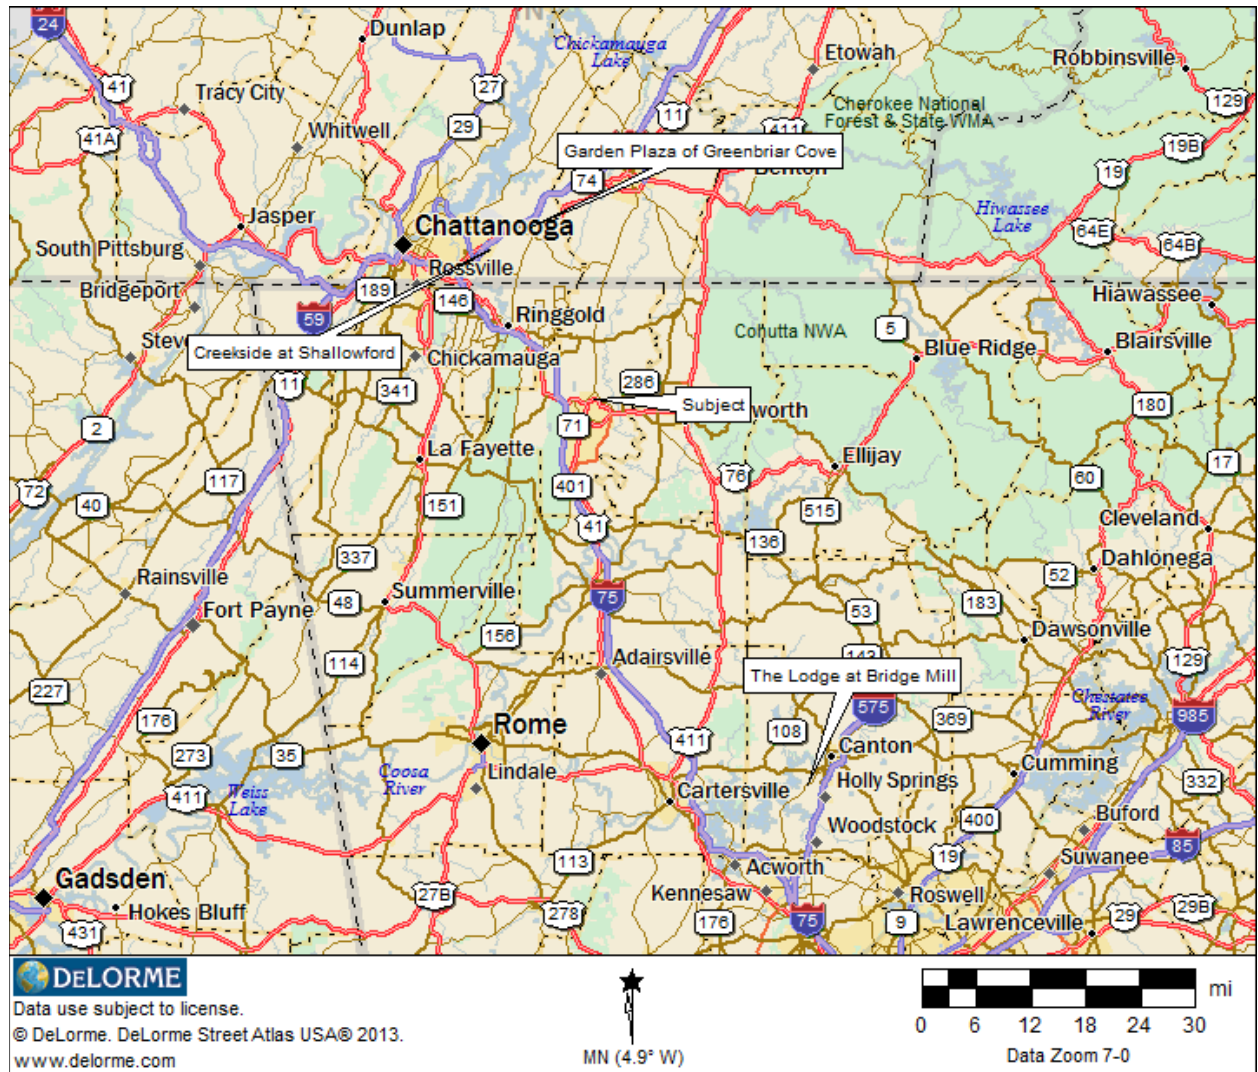 24
Dunlap
Chickamauga
Lake
Etowah
Robbinsville
41
27
Tracy City
11
129
Cherokee National
Forest & State WMA
41A
Whitwell
29
411
19B
Garden Plaza of Greenbriar Cove
74
19
Jasper
Chattanooga
Hiwassee
Lake
64E
64B
South Pittsburg
Rossville
Bridgeport
189
146
Hiawassee
59
Ringgold
Cohutta NWA
5
Blairsville
Creekside at Shallowford
Chickamauga
Blue Ridge
11
341
286
Subject
180
2
71
La Fayette
Ellijay
17
117
76
60
72
40
151
401
515
41
136
Cleveland
337
Dahlonega
Rainsville
48
Summerville
75
52
Fort Payne
53
183
156
Dawsonville
114
Adairsville
129
227
The Lodge at Bridge Mill
Chestatee
River
176
Rome
575
369
985
273
35
411
108
Canton
Coosa
River
Lindale
Cumming
332
Weiss
Lake
411
Cartersville
Holly Springs
400
Buford
Woodstock
19
85
113
Acworth
Suwanee
Gadsden
27B
Kennesaw
Roswell
Hokes Bluff
278
176
75
9
Lawrenceville
29
29B
431
DELORME
Data use subject to license.
© DeLorme. DeLorme Street Atlas USA® 2013.
www.delorme.com
MN (4.9° W)
mi
0 6 12 18 24 30
Data Zoom 7-0